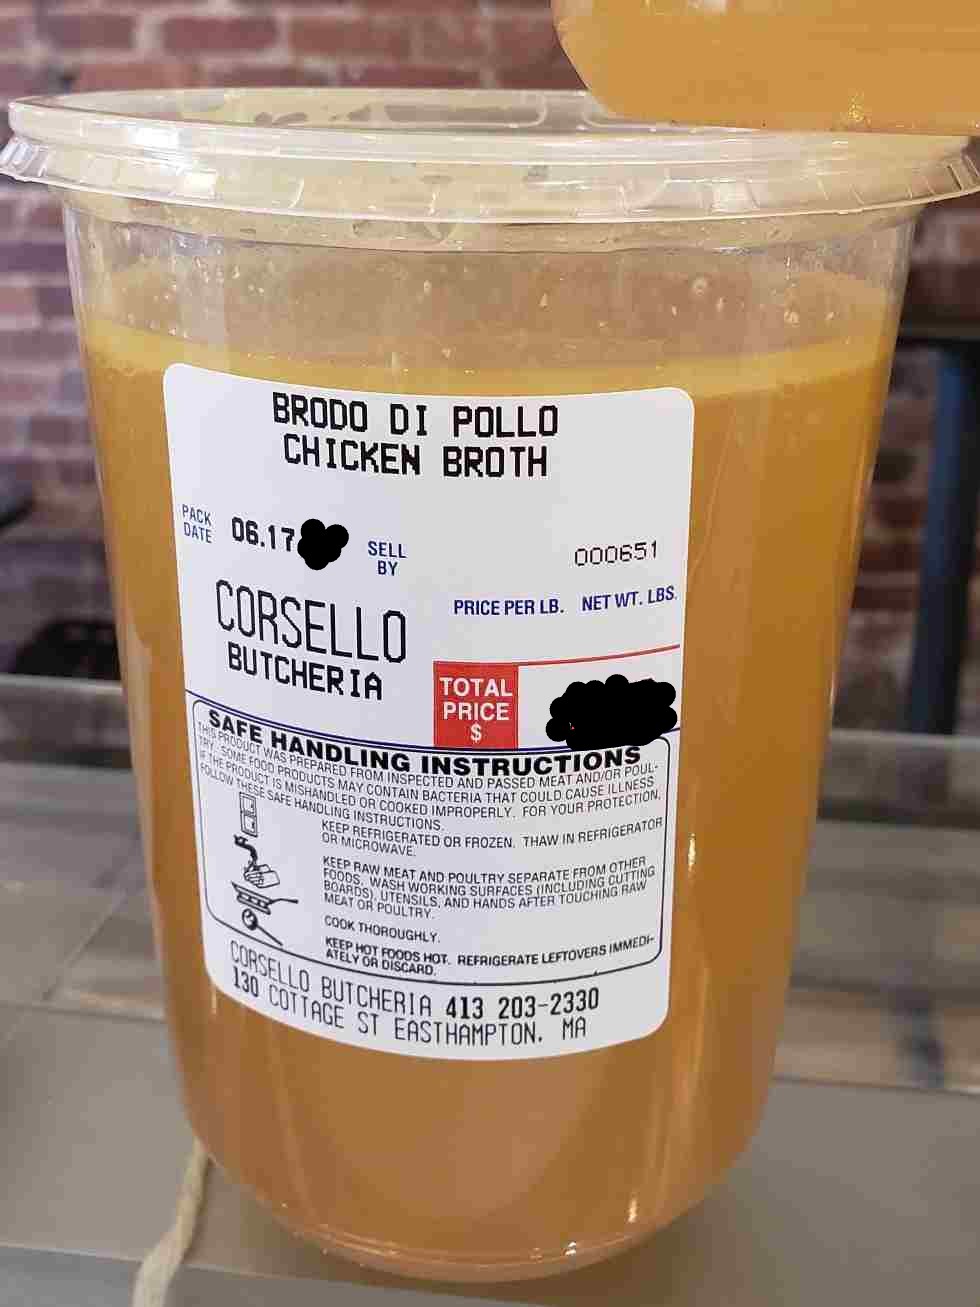 BRODO DI POLLO
CHICKEN BROTH
PACK
DATE
06.17
SELL
BY
000651
CORSELLO
BUTCHERIA
PRICE PER LB. NET WT. LBS.
TOTAL
PRICE
$
SAFE HANDLING INSTRUCTIONS
THIS PRODUCT WAS PREPARED FROM INSPECTED AND PASSED MEAT AND/OR POUL-
TRY. SOME FOOD PRODUCTS MAY CONTAIN BACTERIA THAT COULD CAUSE ILLNESS
IF THE PRODUCT IS MISHANDLED OR COOKED IMPROPERLY. FOR YOUR PROTECTION,
FOLLOW THESE SAFE HANDLING INSTRUCTIONS.
KEEP REFRIGERATED OR FROZEN. THAW IN REFRIGERATOR
OR MICROWAVE.
KEEP RAW MEAT AND POULTRY SEPARATE FROM OTHER
FOODS. WASH WORKING SURFACES (INCLUDING CUTTING
BOARDS), UTENSILS, AND HANDS AFTER TOUCHING RAW
MEAT OR POULTRY.
COOK THOROUGHLY.
KEEP HOT FOODS HOT. REFRIGERATE LEFTOVERS IMMEDI-
ATELY OR DISCARD.
CORSELLO BUTCHERIA 413 203-2330
130 COTTAGE ST EASTHAMPTON, MA